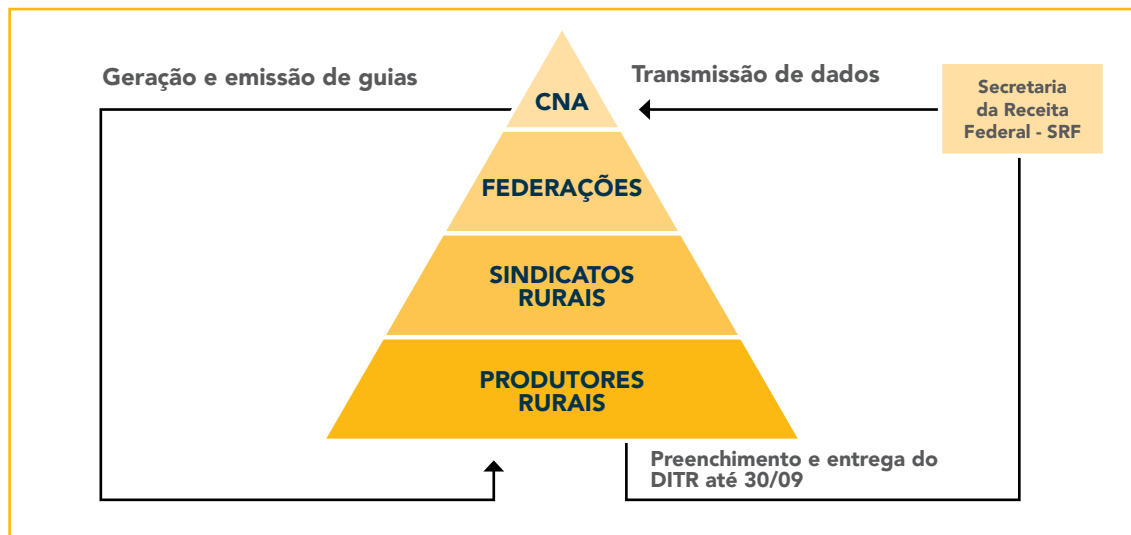 Geração e emissão de guias
Transmissão de dados
CNA
Secretaria
da Receita
Federal - SRF
FEDERAÇÕES
SINDICATOS
RURAIS
PRODUTORES
RURAIS
Preenchimento e entrega do
DITR até 30/09